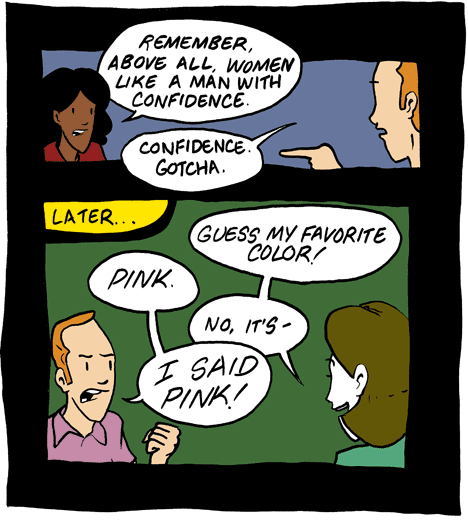 REMEMBER,
ABOVE ALL, WOMEN
LIKE A MAN WITH
CONFIDENCE.
CONFIDENCE.
GOTCHA.
LATER...
GUESS MY FAVORITE
COLOR!
PINK.
NO, IT'S-
I SAID
PINK!